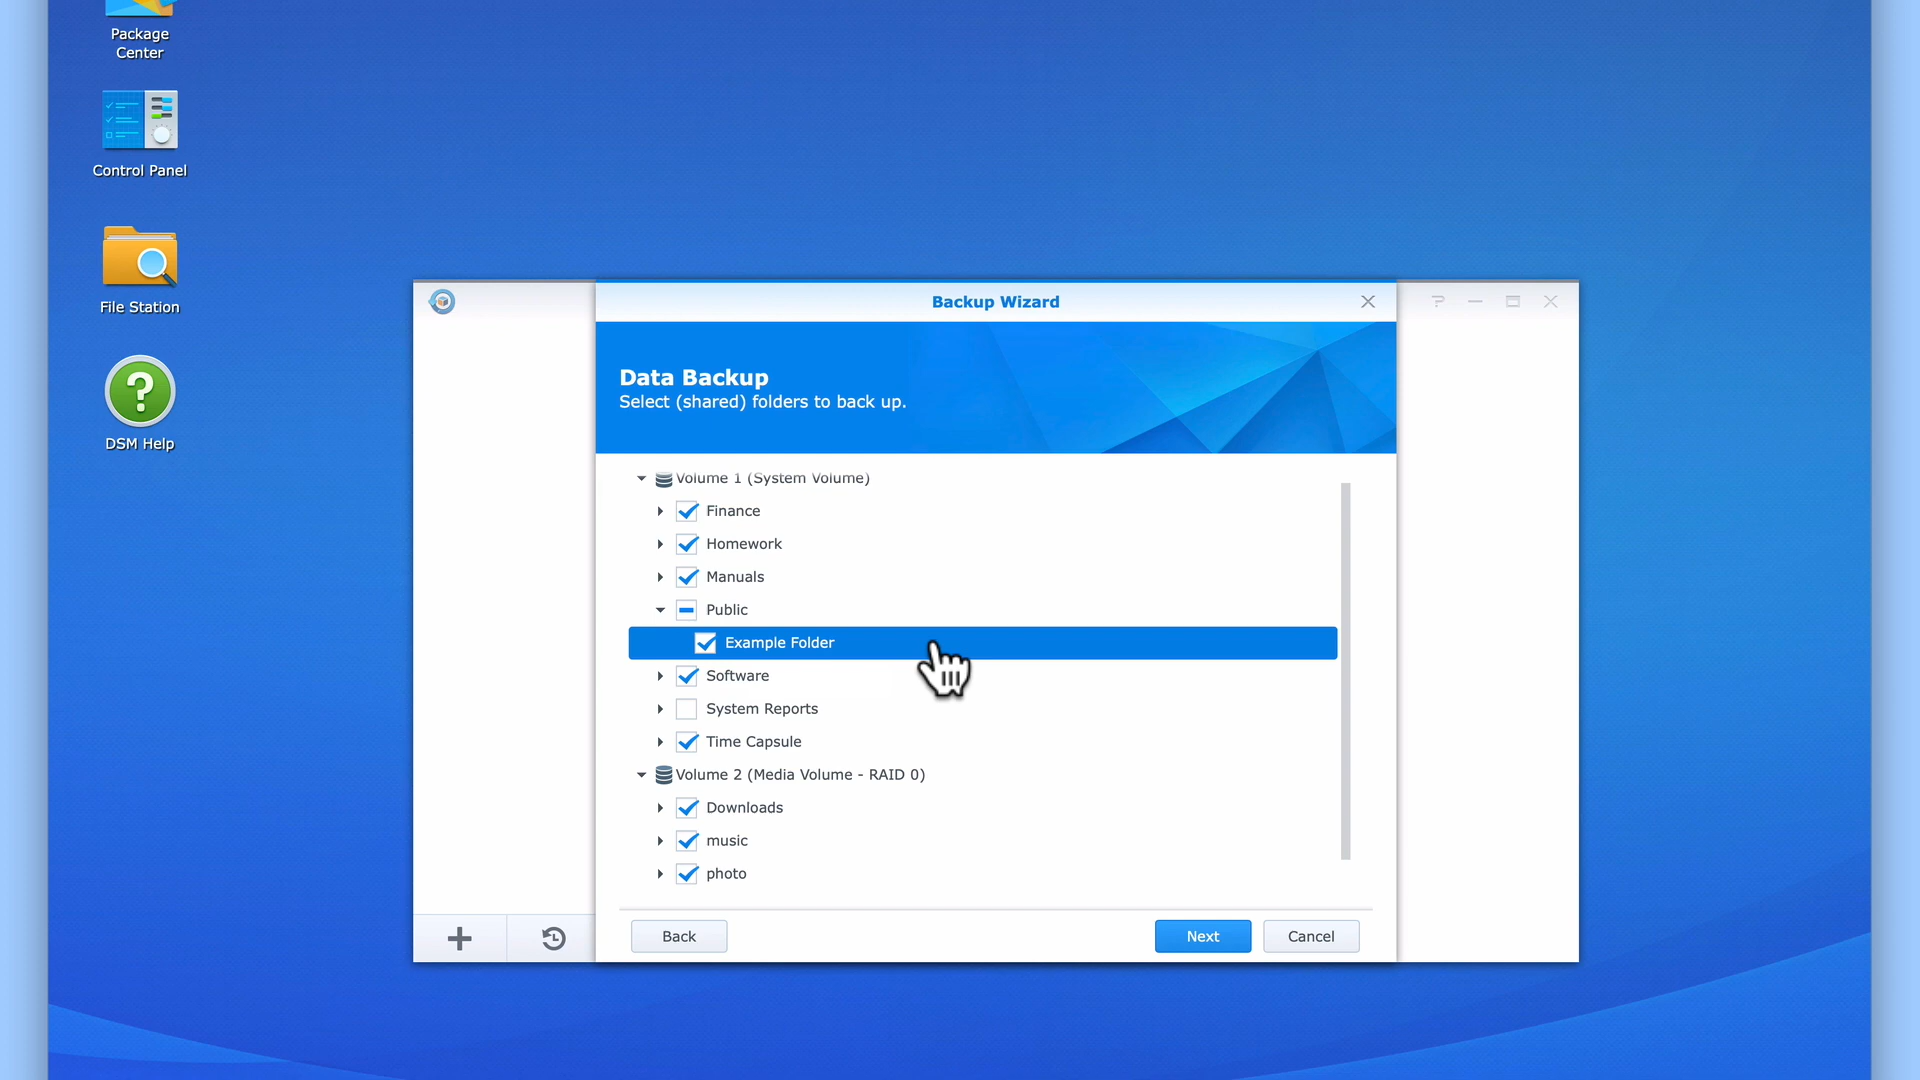 Package
Center
Control Panel
File Station
DSM Help
Backup Wizard
Data Backup
Select (shared) folders to back up.
Volume 1 (System Volume)
Finance
Homework
Manuals
Public
Example Folder
Software
System Reports
Time Capsule
Volume 2 (Media Volume - RAID 0)
Downloads
music
photo
Back
Next
Cancel